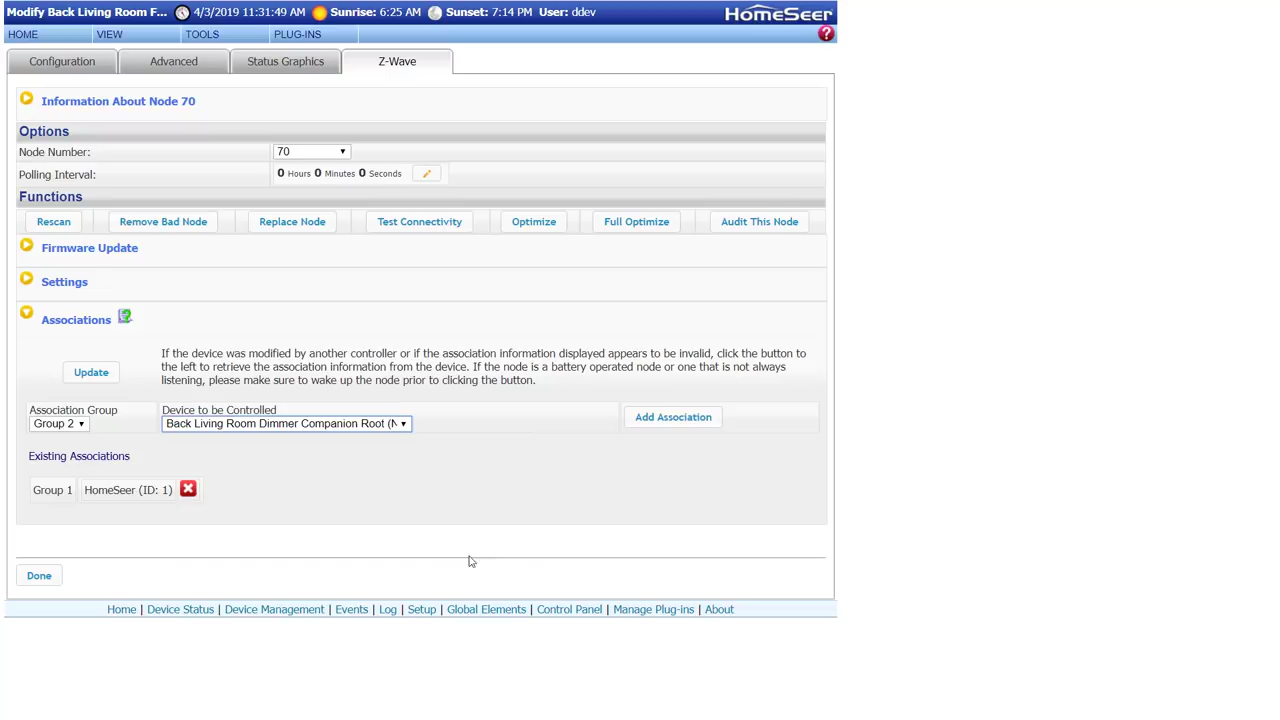 Modify Back Living Room F... 4/3/2019 11:31:49 AM Sunrise: 6:25 AM Sunset: 7:14 PM User: ddev HomeSeer
HOME VIEW TOOLS PLUG-INS ?
Configuration Advanced Status Graphics Z-Wave
Information About Node 70
Options
Node Number: 70
Polling Interval: 0 Hours 0 Minutes 0 Seconds
Functions
Rescan Remove Bad Node Replace Node Test Connectivity Optimize Full Optimize Audit This Node
Firmware Update
Settings
Associations
If the device was modified by another controller or if the association information displayed appears to be invalid, click the button to
Update the left to retrieve the association information from the device. If the node is a battery operated node or one that is not always
listening, please make sure to wake up the node prior to clicking the button.
Association Group Device to be Controlled
Group 2 Back Living Room Dimmer Companion Root (N Add Association
Existing Associations
Group 1 HomeSeer (ID: 1)
Done
Home | Device Status | Device Management | Events | Log | Setup | Global Elements | Control Panel | Manage Plug-ins | About